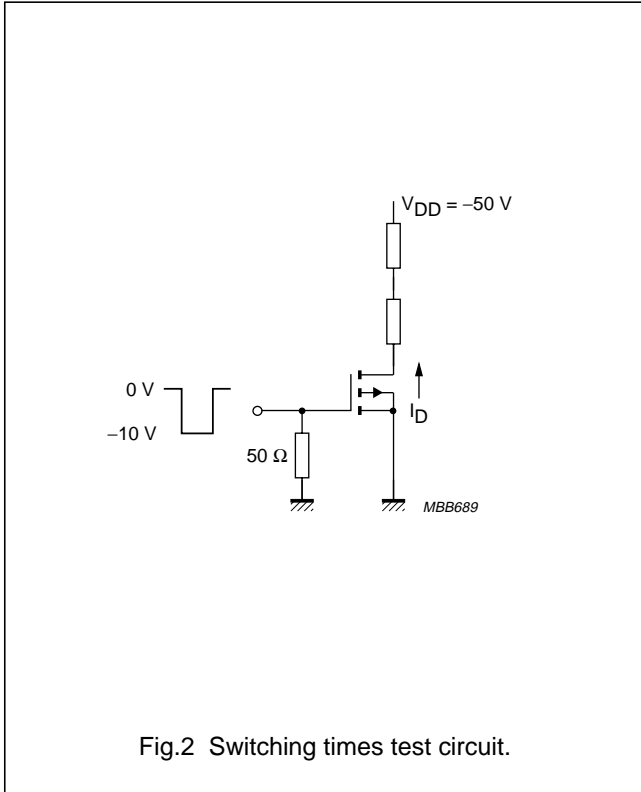 V_DD = −50 V
0 V
−10 V
50 Ω
I_D
MBB689
Fig.2 Switching times test circuit.